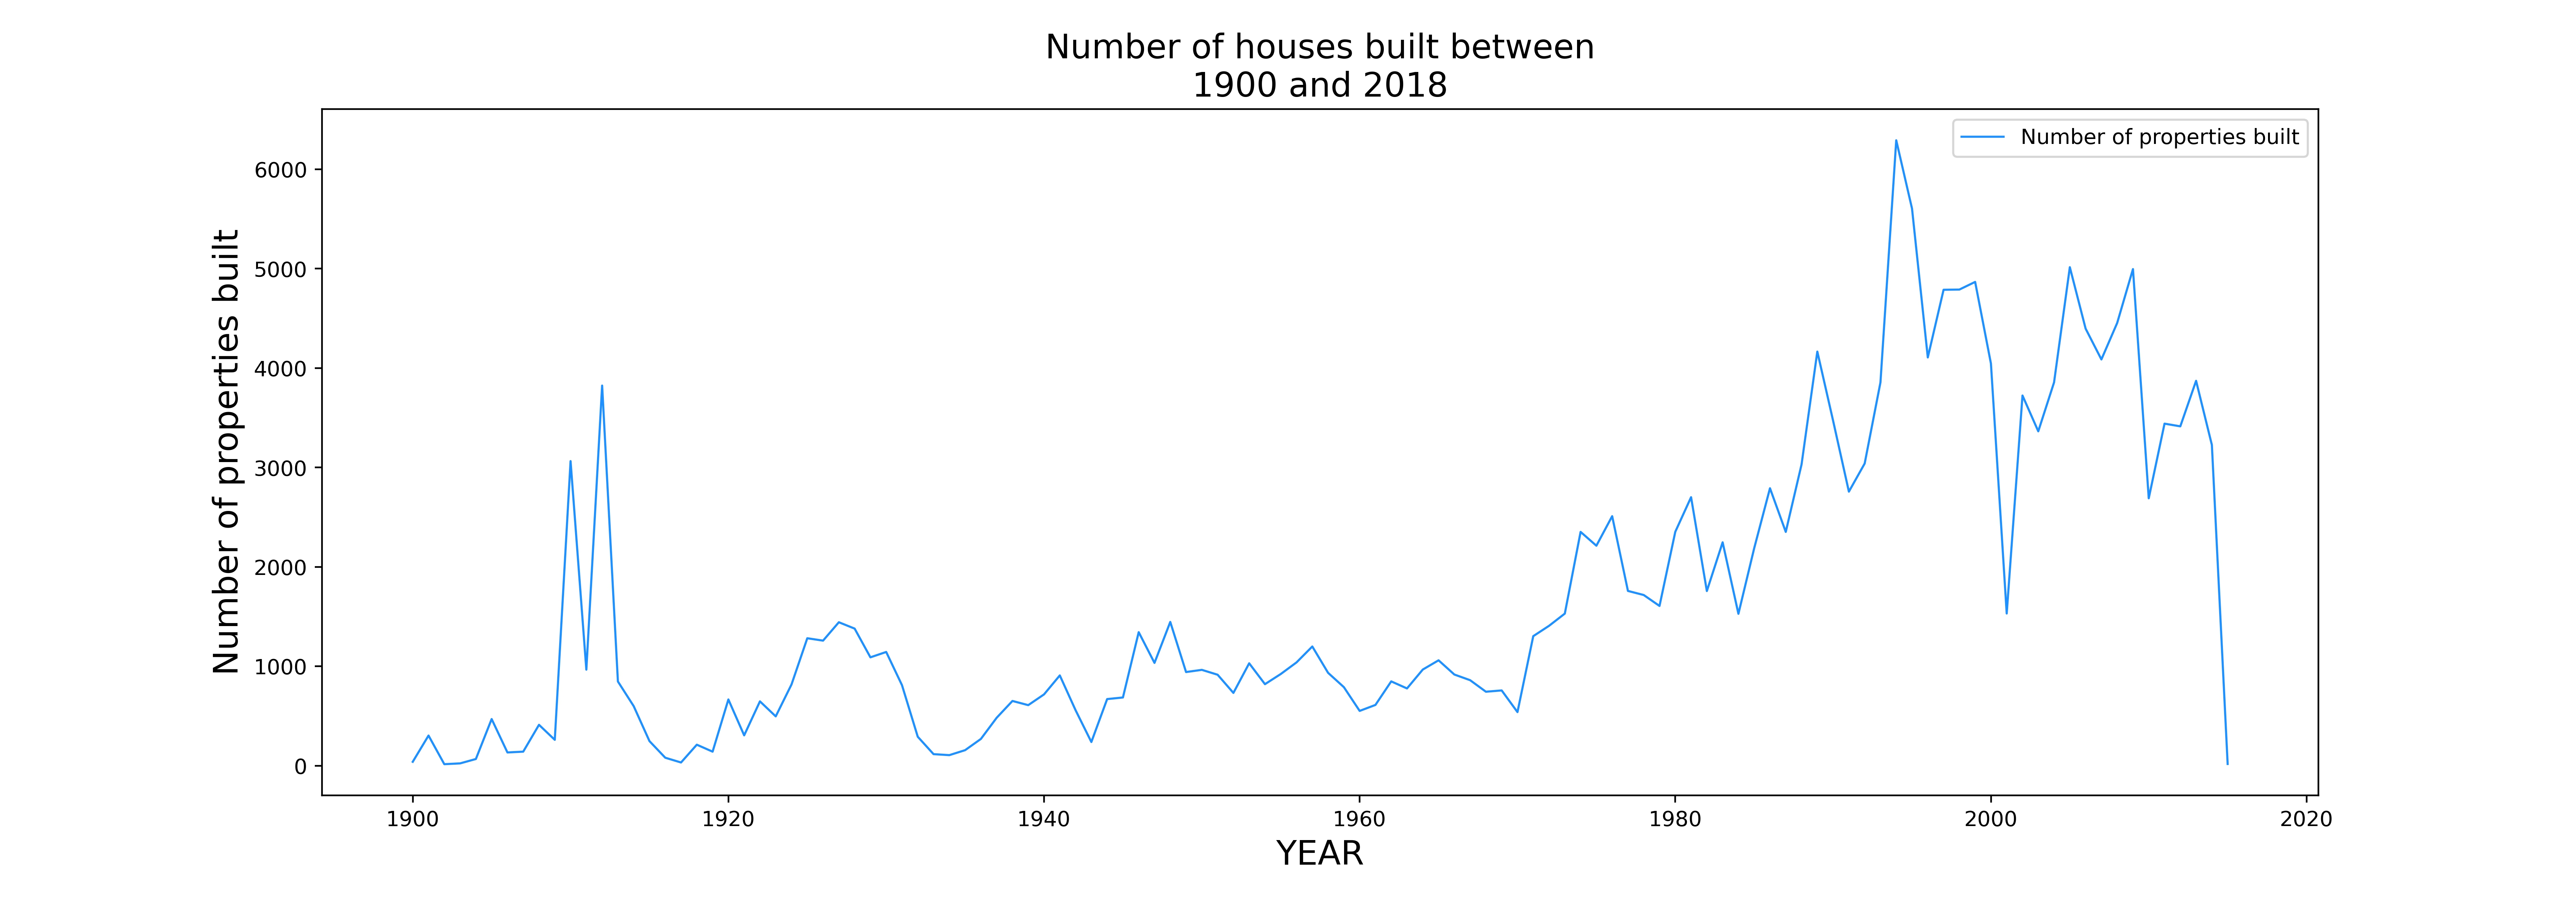 Number of houses built between
1900 and 2018
Number of properties built
6000
5000
4000
3000
2000
1000
0
Number of properties built
1900 1920 1940 1960 1980 2000 2020
YEAR